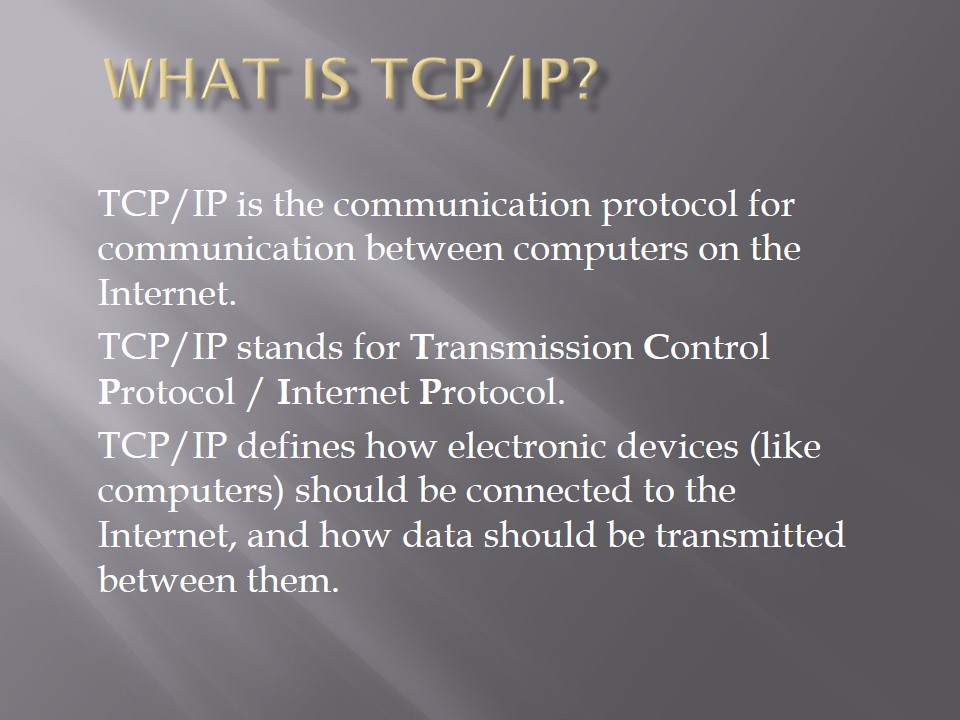 WHAT IS TCP/IP?
TCP/IP is the communication protocol for
communication between computers on the
Internet.
TCP/IP stands for Transmission Control
Protocol / Internet Protocol.
TCP/IP defines how electronic devices (like
computers) should be connected to the
Internet, and how data should be transmitted
between them.